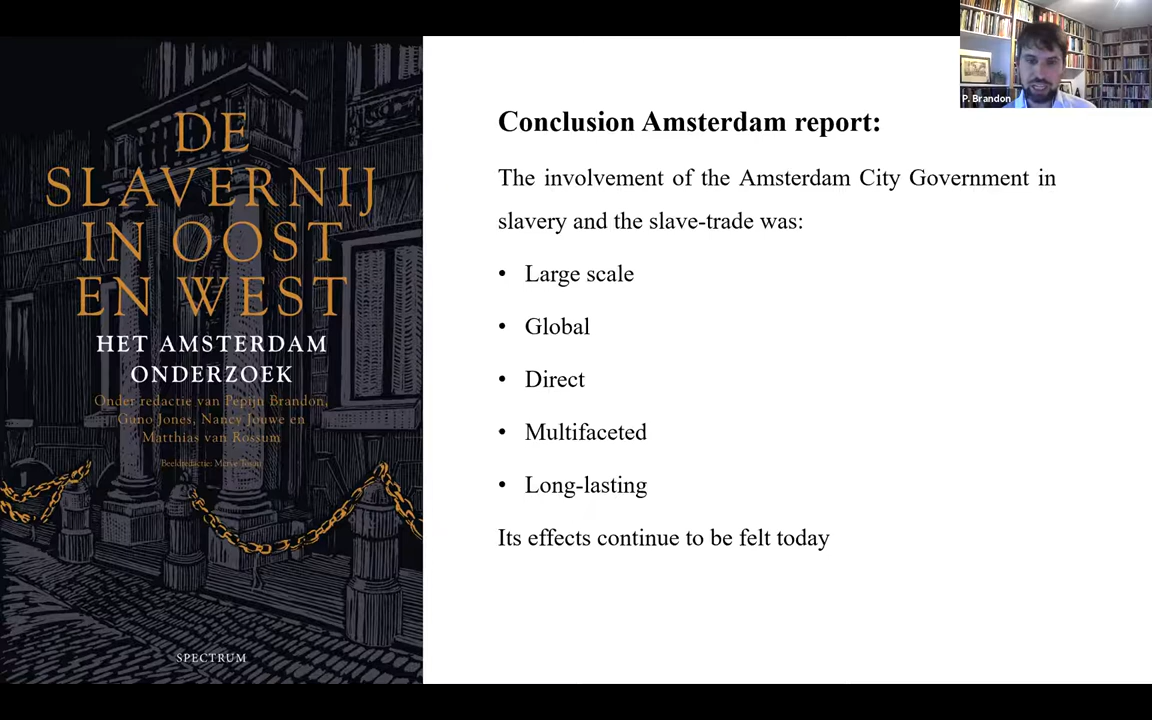 DE
SLAVERNIJ
IN OOST
EN WEST
HET AMSTERDAM
ONDERZOEK
Onder redactie van Pepijn Brandon,
Guno Jones, Nancy Jouwe en
Matthias van Rossum
Beeldredactie:
SPECTRUM
P. Brandon
Conclusion Amsterdam report:
The involvement of the Amsterdam City Government in
slavery and the slave-trade was:
• Large scale
• Global
• Direct
• Multifaceted
• Long-lasting
Its effects continue to be felt today